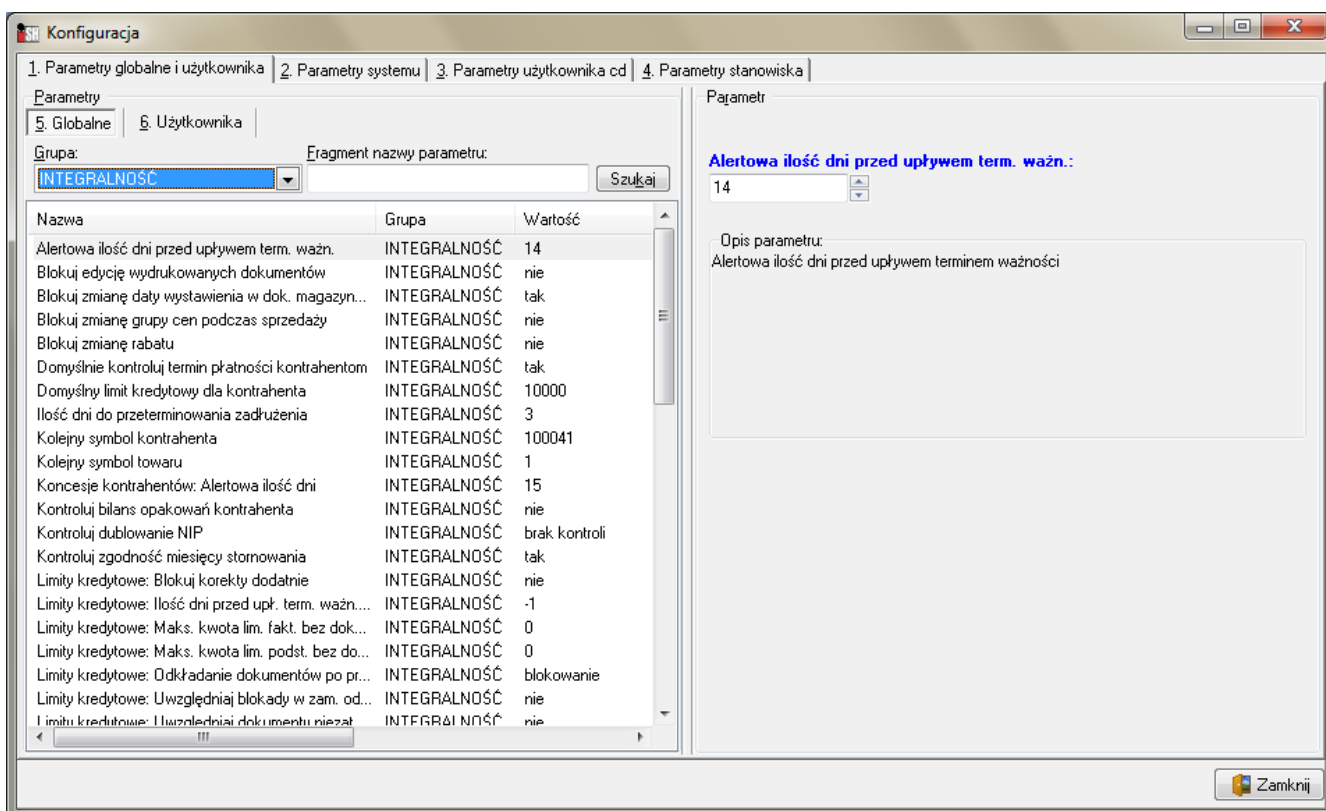 Konfiguracja
1. Parametry globalne i użytkownika 2. Parametry systemu 3. Parametry użytkownika cd 4. Parametry stanowiska
Parametry
5. Globalne 6. Użytkownika
Grupa: Fragment nazwy parametru:
INTEGRALNOŚĆ Szukaj
Nazwa Grupa Wartość
Alertowa ilość dni przed upływem term. ważn. INTEGRALNOŚĆ 14
Blokuj edycję wydrukowanych dokumentów INTEGRALNOŚĆ nie
Blokuj zmianę daty wystawienia w dok. magazyn... INTEGRALNOŚĆ tak
Blokuj zmianę grupy cen podczas sprzedaży INTEGRALNOŚĆ nie
Blokuj zmianę rabatu INTEGRALNOŚĆ nie
Domyślnie kontroluj termin płatności kontrahentom INTEGRALNOŚĆ tak
Domyślny limit kredytowy dla kontrahenta INTEGRALNOŚĆ 10000
Ilość dni do przeterminowania zadłużenia INTEGRALNOŚĆ 3
Kolejny symbol kontrahenta INTEGRALNOŚĆ 100041
Kolejny symbol towaru INTEGRALNOŚĆ 1
Koncesje kontrahentów: Alertowa ilość dni INTEGRALNOŚĆ 15
Kontroluj bilans opakowań kontrahenta INTEGRALNOŚĆ nie
Kontroluj dublowanie NIP INTEGRALNOŚĆ brak kontroli
Kontroluj zgodność miesięcy stornowania INTEGRALNOŚĆ tak
Limity kredytowe: Blokuj korekty dodatnie INTEGRALNOŚĆ nie
Limity kredytowe: Ilość dni przed upł. term. ważn.... INTEGRALNOŚĆ -1
Limity kredytowe: Maks. kwota lim. fakt. bez dok... INTEGRALNOŚĆ 0
Limity kredytowe: Maks. kwota lim. podst. bez do... INTEGRALNOŚĆ 0
Limity kredytowe: Odkładanie dokumentów po pr... INTEGRALNOŚĆ blokowanie
Limity kredytowe: Uwzględniaj blokady w zam. od... INTEGRALNOŚĆ nie
Limity kredytowe: Uwzględniaj dokumenty niezat... INTEGRALNOŚĆ nie
Parametr
Alertowa ilość dni przed upływem term. ważn.:
14
Opis parametru:
Alertowa ilość dni przed upływem terminem ważności
Zamknij